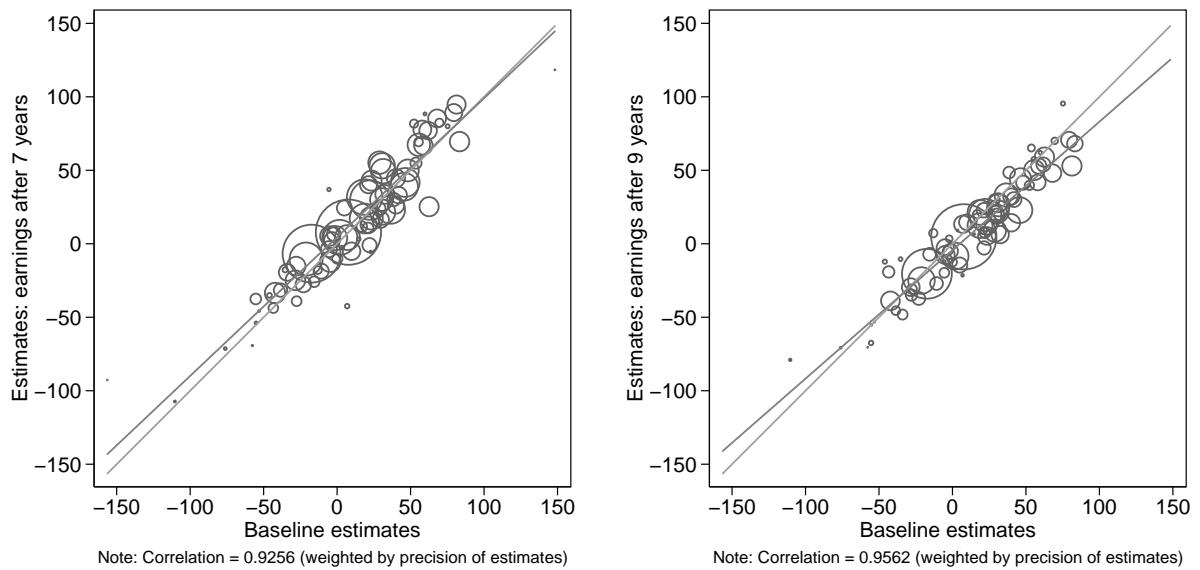 150
100
50
0
−50
−100
−150
Estimates: earnings after 7 years
−150 −100 −50 0 50 100 150
Baseline estimates
Note: Correlation = 0.9256 (weighted by precision of estimates)
150
100
50
0
−50
−100
−150
Estimates: earnings after 9 years
−150 −100 −50 0 50 100 150
Baseline estimates
Note: Correlation = 0.9562 (weighted by precision of estimates)